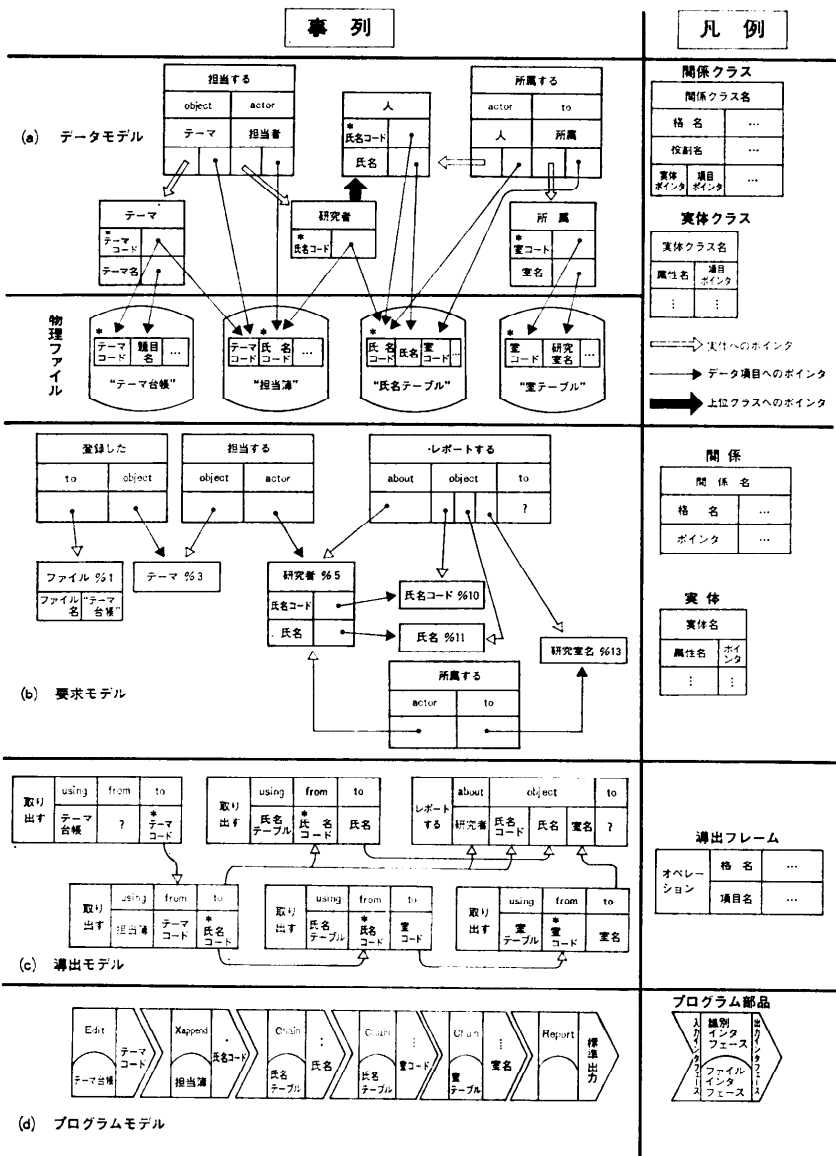 事列
凡例
(a) データモデル
担当する
object actor
テーマ 担当者
人
* 氏名コード
氏名
所属する
actor to
人 所属
テーマ
* テーマコード
テーマ名
研究者
* 氏名コード
所属
* 室コード
室名
関係クラス
関係クラス名
格名 …
役割名 …
実体ポインタ 項目ポインタ …
実体クラス
実体クラス名
属性名 項目ポインタ
⋮ ⋮
物理ファイル
* テーマコード 題目名 …
"テーマ台帳"
テーマコード * 氏名コード …
"担当簿"
* 氏名コード 氏名 室コード …
"氏名テーブル"
* 室コード 研究室名 …
"室テーブル"
実体へのポインタ
データ項目へのポインタ
上位クラスへのポインタ
登録した
to object
担当する
object actor
レポートする
about object to
?
ファイル %1
ファイル名 "テーマ台帳"
テーマ %3
研究者 %5
氏名コード
氏名
氏名コード %10
氏名 %11
研究室名 %13
所属する
actor to
(b) 要求モデル
関係
関係名
格名 …
ポインタ …
実体
実体名
属性名 ポインタ
⋮ ⋮
取り出す using from to
テーマ台帳 ? * テーマコード
取り出す using from to
氏名テーブル * 氏名コード 氏名
レポートする about object to
研究者 氏名コード 氏名 室名 ?
取り出す using from to
担当簿 テーマコード * 氏名コード
取り出す using from to
氏名テーブル * 氏名コード 室コード
取り出す using from to
室テーブル * 室コード 室名
(c) 導出モデル
導出フレーム
オペレーション 格名 …
項目名 …
Edit テーマ台帳 テーマコード
Xappend 担当簿 氏名コード
Chain 氏名テーブル : 氏名
Chain 氏名テーブル ⋮ 室コード
Chain 室テーブル ⋮ 室名
Report 標準出力
(d) プログラムモデル
プログラム部品
入力インタフェース
識別インタフェース
ファイルインタフェース
出力インタフェース